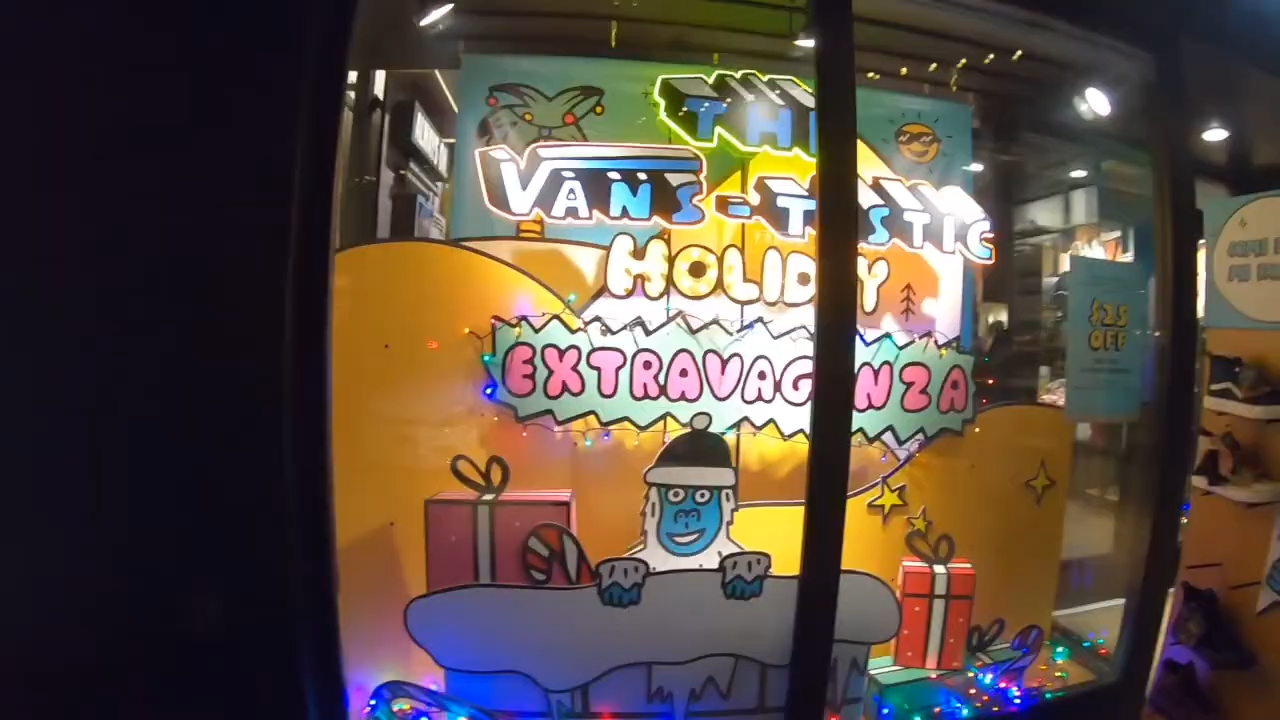 THE
VANS-TASTIC
HOLIDAY
EXTRAVAGANZA
$25
OFF